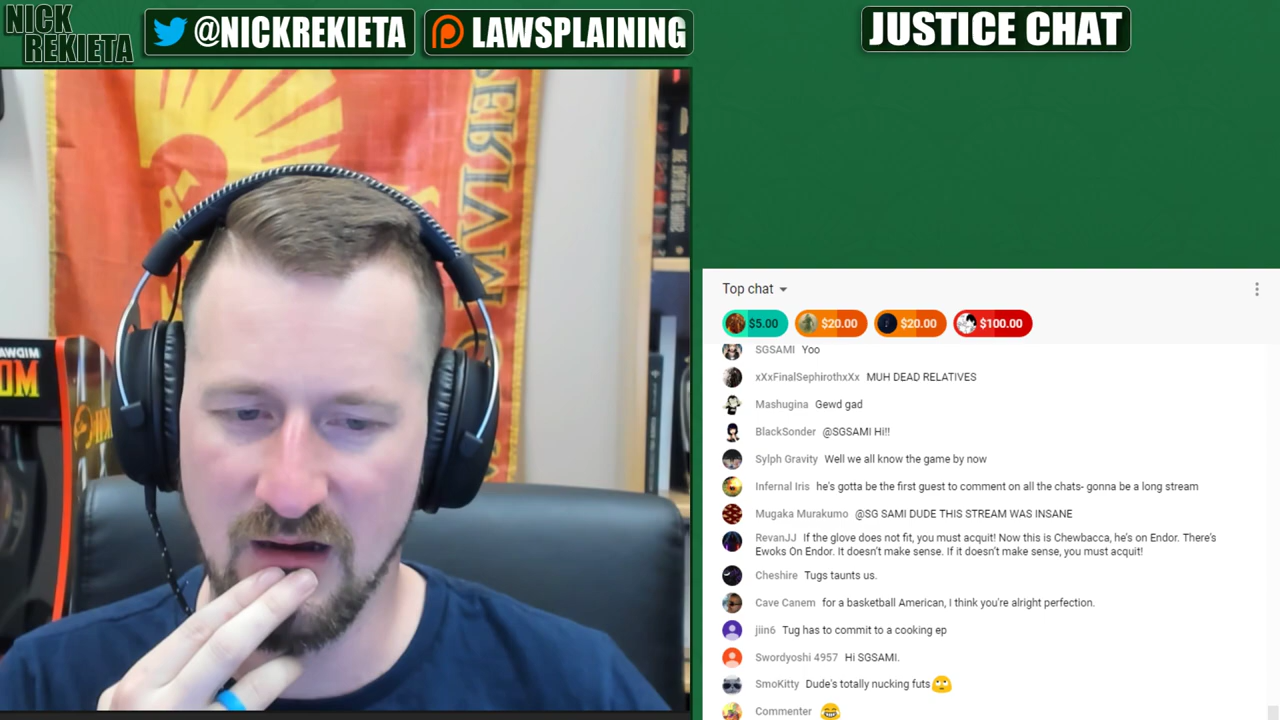 NICK
REKIETA
@NICKREKIETA
LAWSPLAINING
JUSTICE CHAT
Top chat
$5.00
$20.00
$20.00
$100.00
SGSAMI Yoo
xXxFinalSephirothxXx MUH DEAD RELATIVES
Mashugina Gewd gad
BlackSonder @SGSAMI Hi!!
Sylph Gravity Well we all know the game by now
Infernal Iris he's gotta be the first guest to comment on all the chats- gonna be a long stream
Mugaka Murakumo @SG SAMI DUDE THIS STREAM WAS INSANE
RevanJJ If the glove does not fit, you must acquit! Now this is Chewbacca, he's on Endor. There's
Ewoks On Endor. It doesn't make sense. If it doesn't make sense, you must acquit!
Cheshire Tugs taunts us.
Cave Canem for a basketball American, I think you're alright perfection.
jiin6 Tug has to commit to a cooking ep
Swordyoshi 4957 Hi SGSAMI.
SmoKitty Dude's totally nucking futs🙄
Commenter 😂